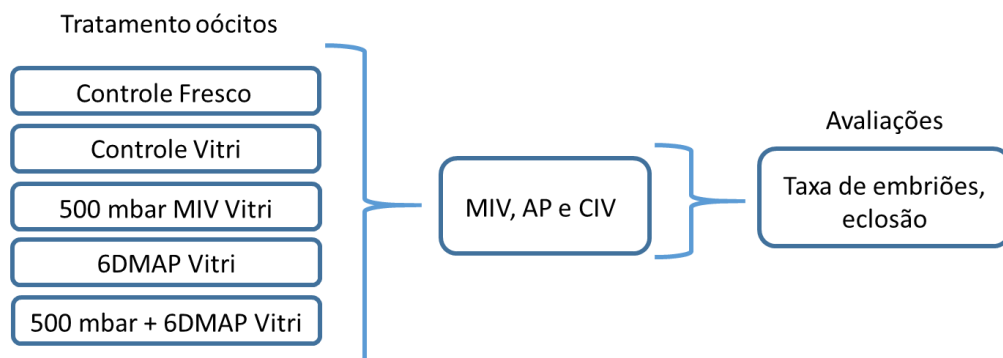 Tratamento oócitos
Controle Fresco
Controle Vitri
500 mbar MIV Vitri
6DMAP Vitri
500 mbar + 6DMAP Vitri
MIV, AP e CIV
Avaliações
Taxa de embriões,
eclosão